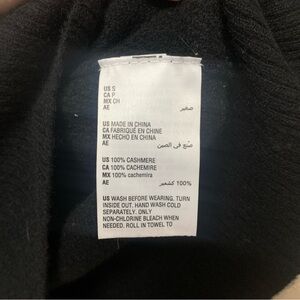 US S
CA P
MX CH
AE صغير
US MADE IN CHINA
CA FABRIQUÉ EN CHINE
MX HECHO EN CHINA
AE صنع في الصين
US 100% CASHMERE
CA 100% CACHEMIRE
MX 100% cachemira
AE 100% كشمير
US WASH BEFORE WEARING. TURN
INSIDE OUT. HAND WASH COLD
SEPARATELY. ONLY
NON-CHLORINE BLEACH WHEN
NEEDED. ROLL IN TOWEL TO